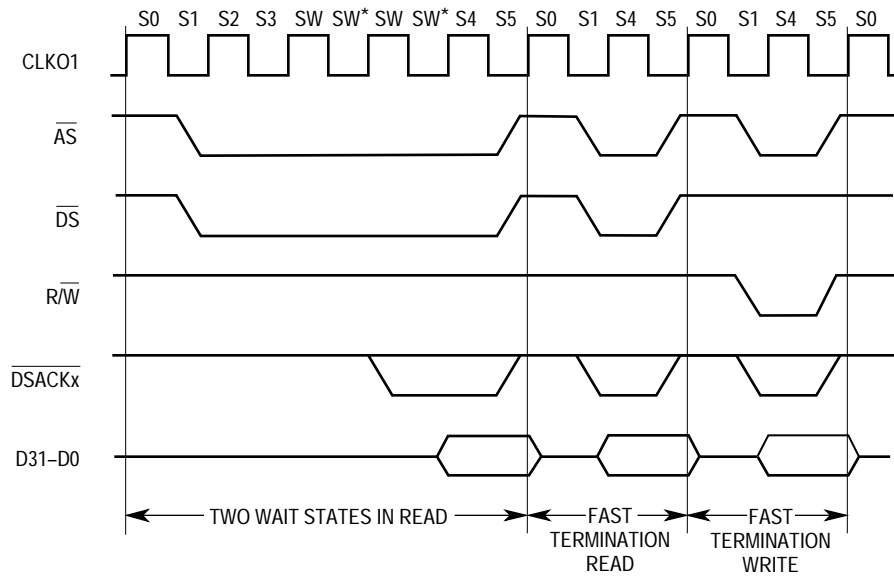 S0 S1 S2 S3 SW SW* SW SW* S4 S5 S0 S1 S4 S5 S0 S1 S4 S5 S0
CLKO1
AS
DS
R/W
DSACKx
D31–D0
TWO WAIT STATES IN READ
FAST
TERMINATION
READ
FAST
TERMINATION
WRITE